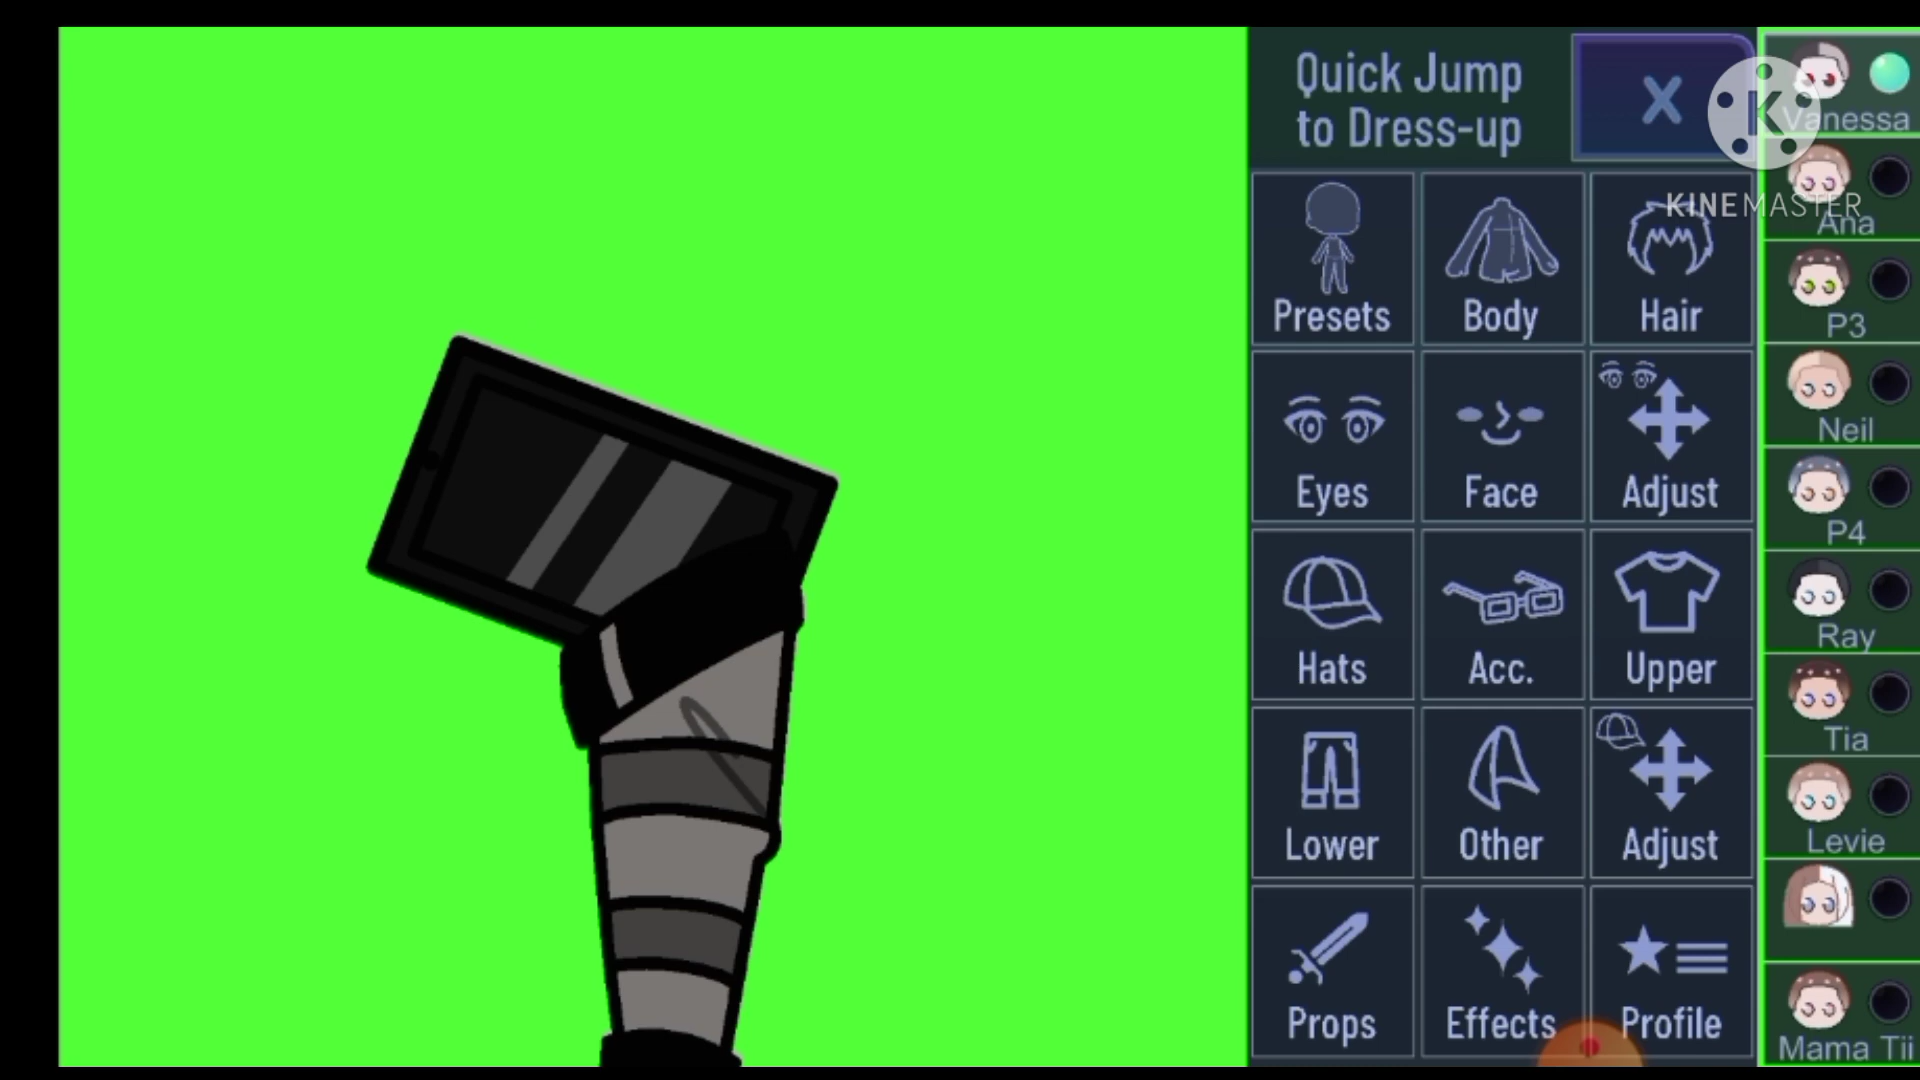 Quick Jump
to Dress-up
X
K
KINEMASTER
Presets
Body
Hair
Eyes
Face
Adjust
Hats
Acc.
Upper
Lower
Other
Adjust
Props
Effects
Profile
Vanessa
Ana
P3
Neil
P4
Ray
Tia
Levie
Mama Tii